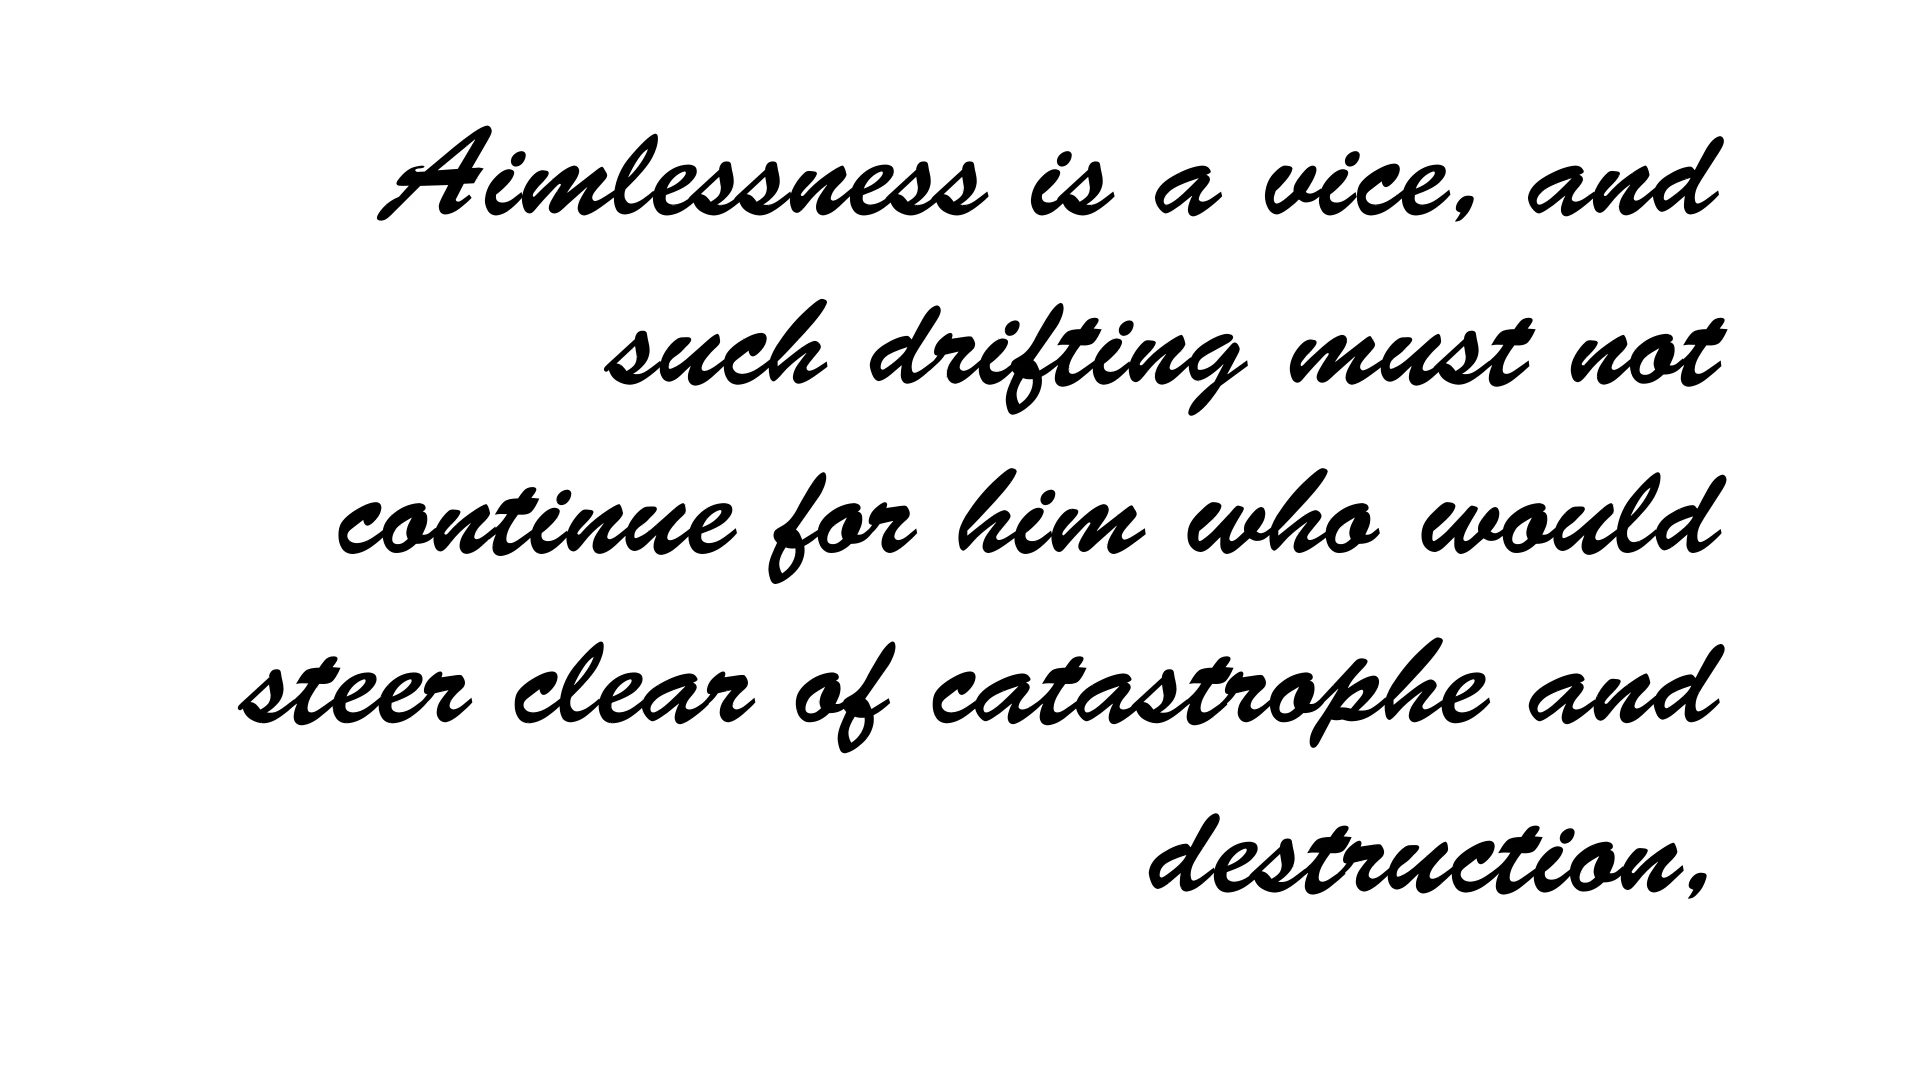 Aimlessness is a vice, and
such drifting must not
continue for him who would
steer clear of catastrophe and
destruction,